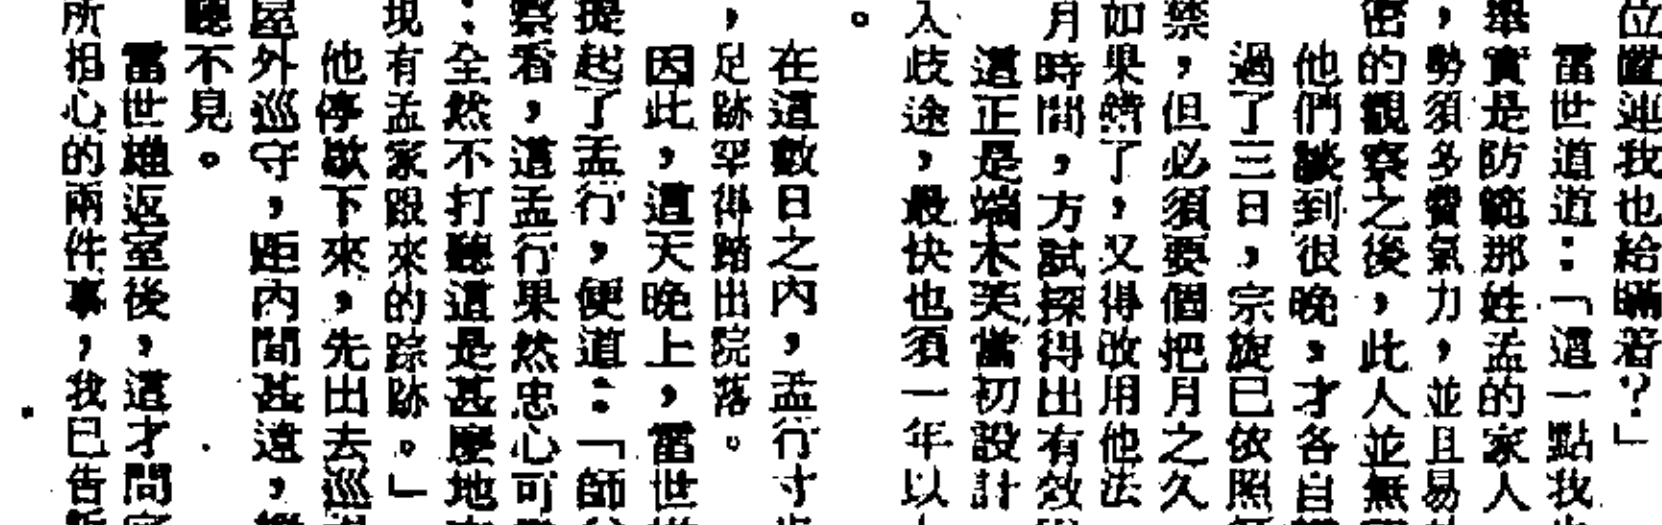 位置連我也給瞞着？」
雷世道道：「這一點我
舉實是防範那姓孟的家人
，勢須多費氣力，並且易
密的觀察之後，此人並無
他們談到很晚，才各自
過了三日，宗旋已依照
禁，但必須要個把月之久
如果儕了，又得改用他法
月時間，方試探得出有效
這正是端木芙當初設計
入歧途，最快也須一年以
。
在這數日之內，孟行寸
，足跡罕得踏出院落。
因此，這天晚上，雷世
提起了孟行，便道：「師
察看，這孟行果然忠心可
：全然不打聽這是甚麼地
現有孟家跟來的踪跡。」
他停歇下來，先出去巡
屋外巡守，距內間甚遠，
聽不見。
雷世雄返室後，這才問
所相心的兩件事，我已告